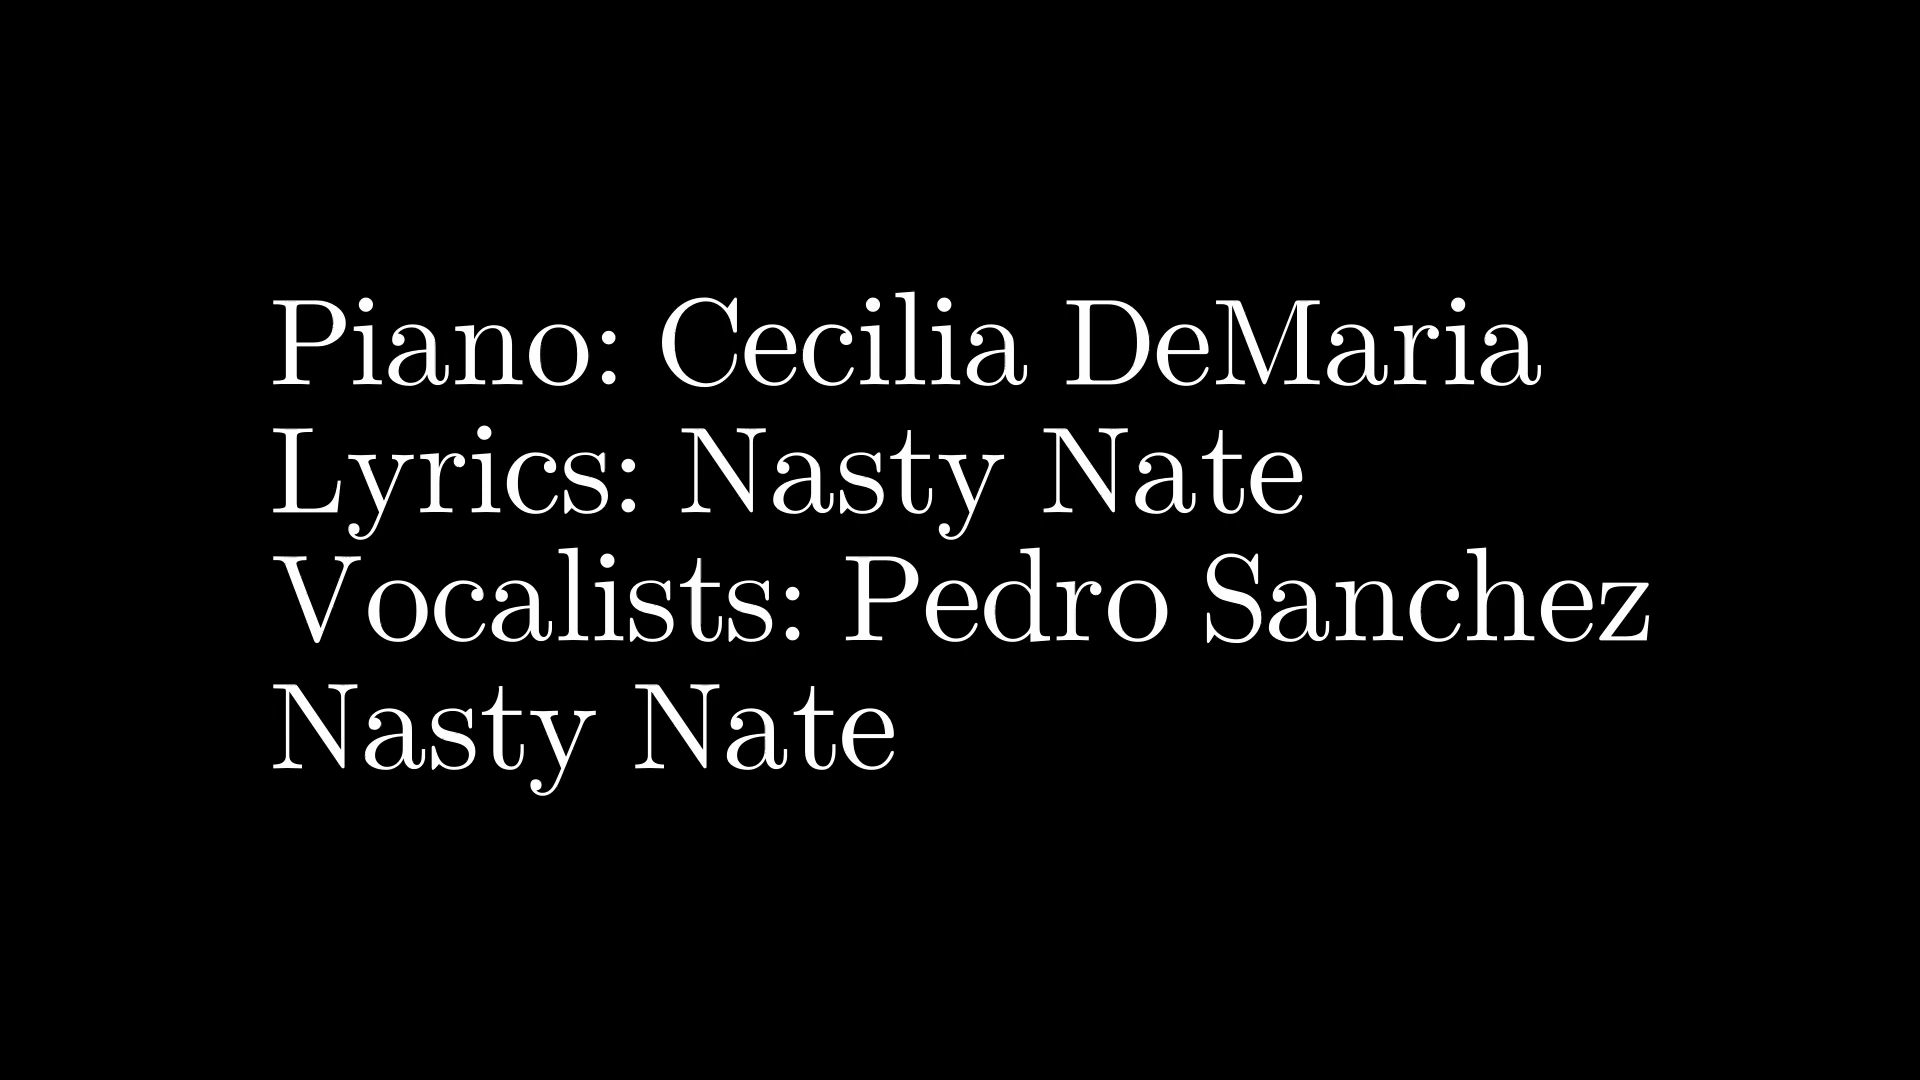 Piano: Cecilia DeMaria
Lyrics: Nasty Nate
Vocalists: Pedro Sanchez
Nasty Nate